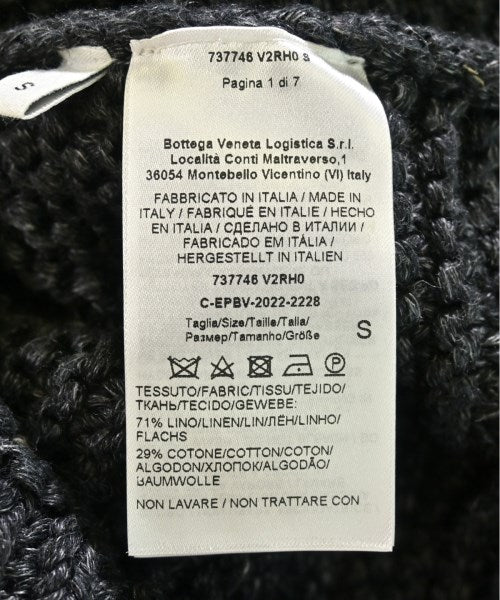 S
737746 V2RH0 s
Pagina 1 di 7
Bottega Veneta Logistica S.r.l.
Località Conti Maltraverso,1
36054 Montebello Vicentino (VI) Italy
FABBRICATO IN ITALIA / MADE IN
ITALY / FABRIQUÉ EN ITALIE / HECHO
EN ITALIA / СДЕЛАНО В ИТАЛИИ /
FABRICADO EM ITÁLIA /
HERGESTELLT IN ITALIEN
737746 V2RH0
C-EPBV-2022-2228
Taglia/Size/Taille/Talla/
Размер/Tamanho/Größe
S
TESSUTO/FABRIC/TISSU/TEJIDO/
ТКАНЬ/TECIDO/GEWEBE:
71% LINO/LINEN/LIN/ЛЁН/LINHO/
FLACHS
29% COTONE/COTTON/COTON/
ALGODON/ХЛОПОК/ALGODÃO/
BAUMWOLLE
NON LAVARE / NON TRATTARE CON